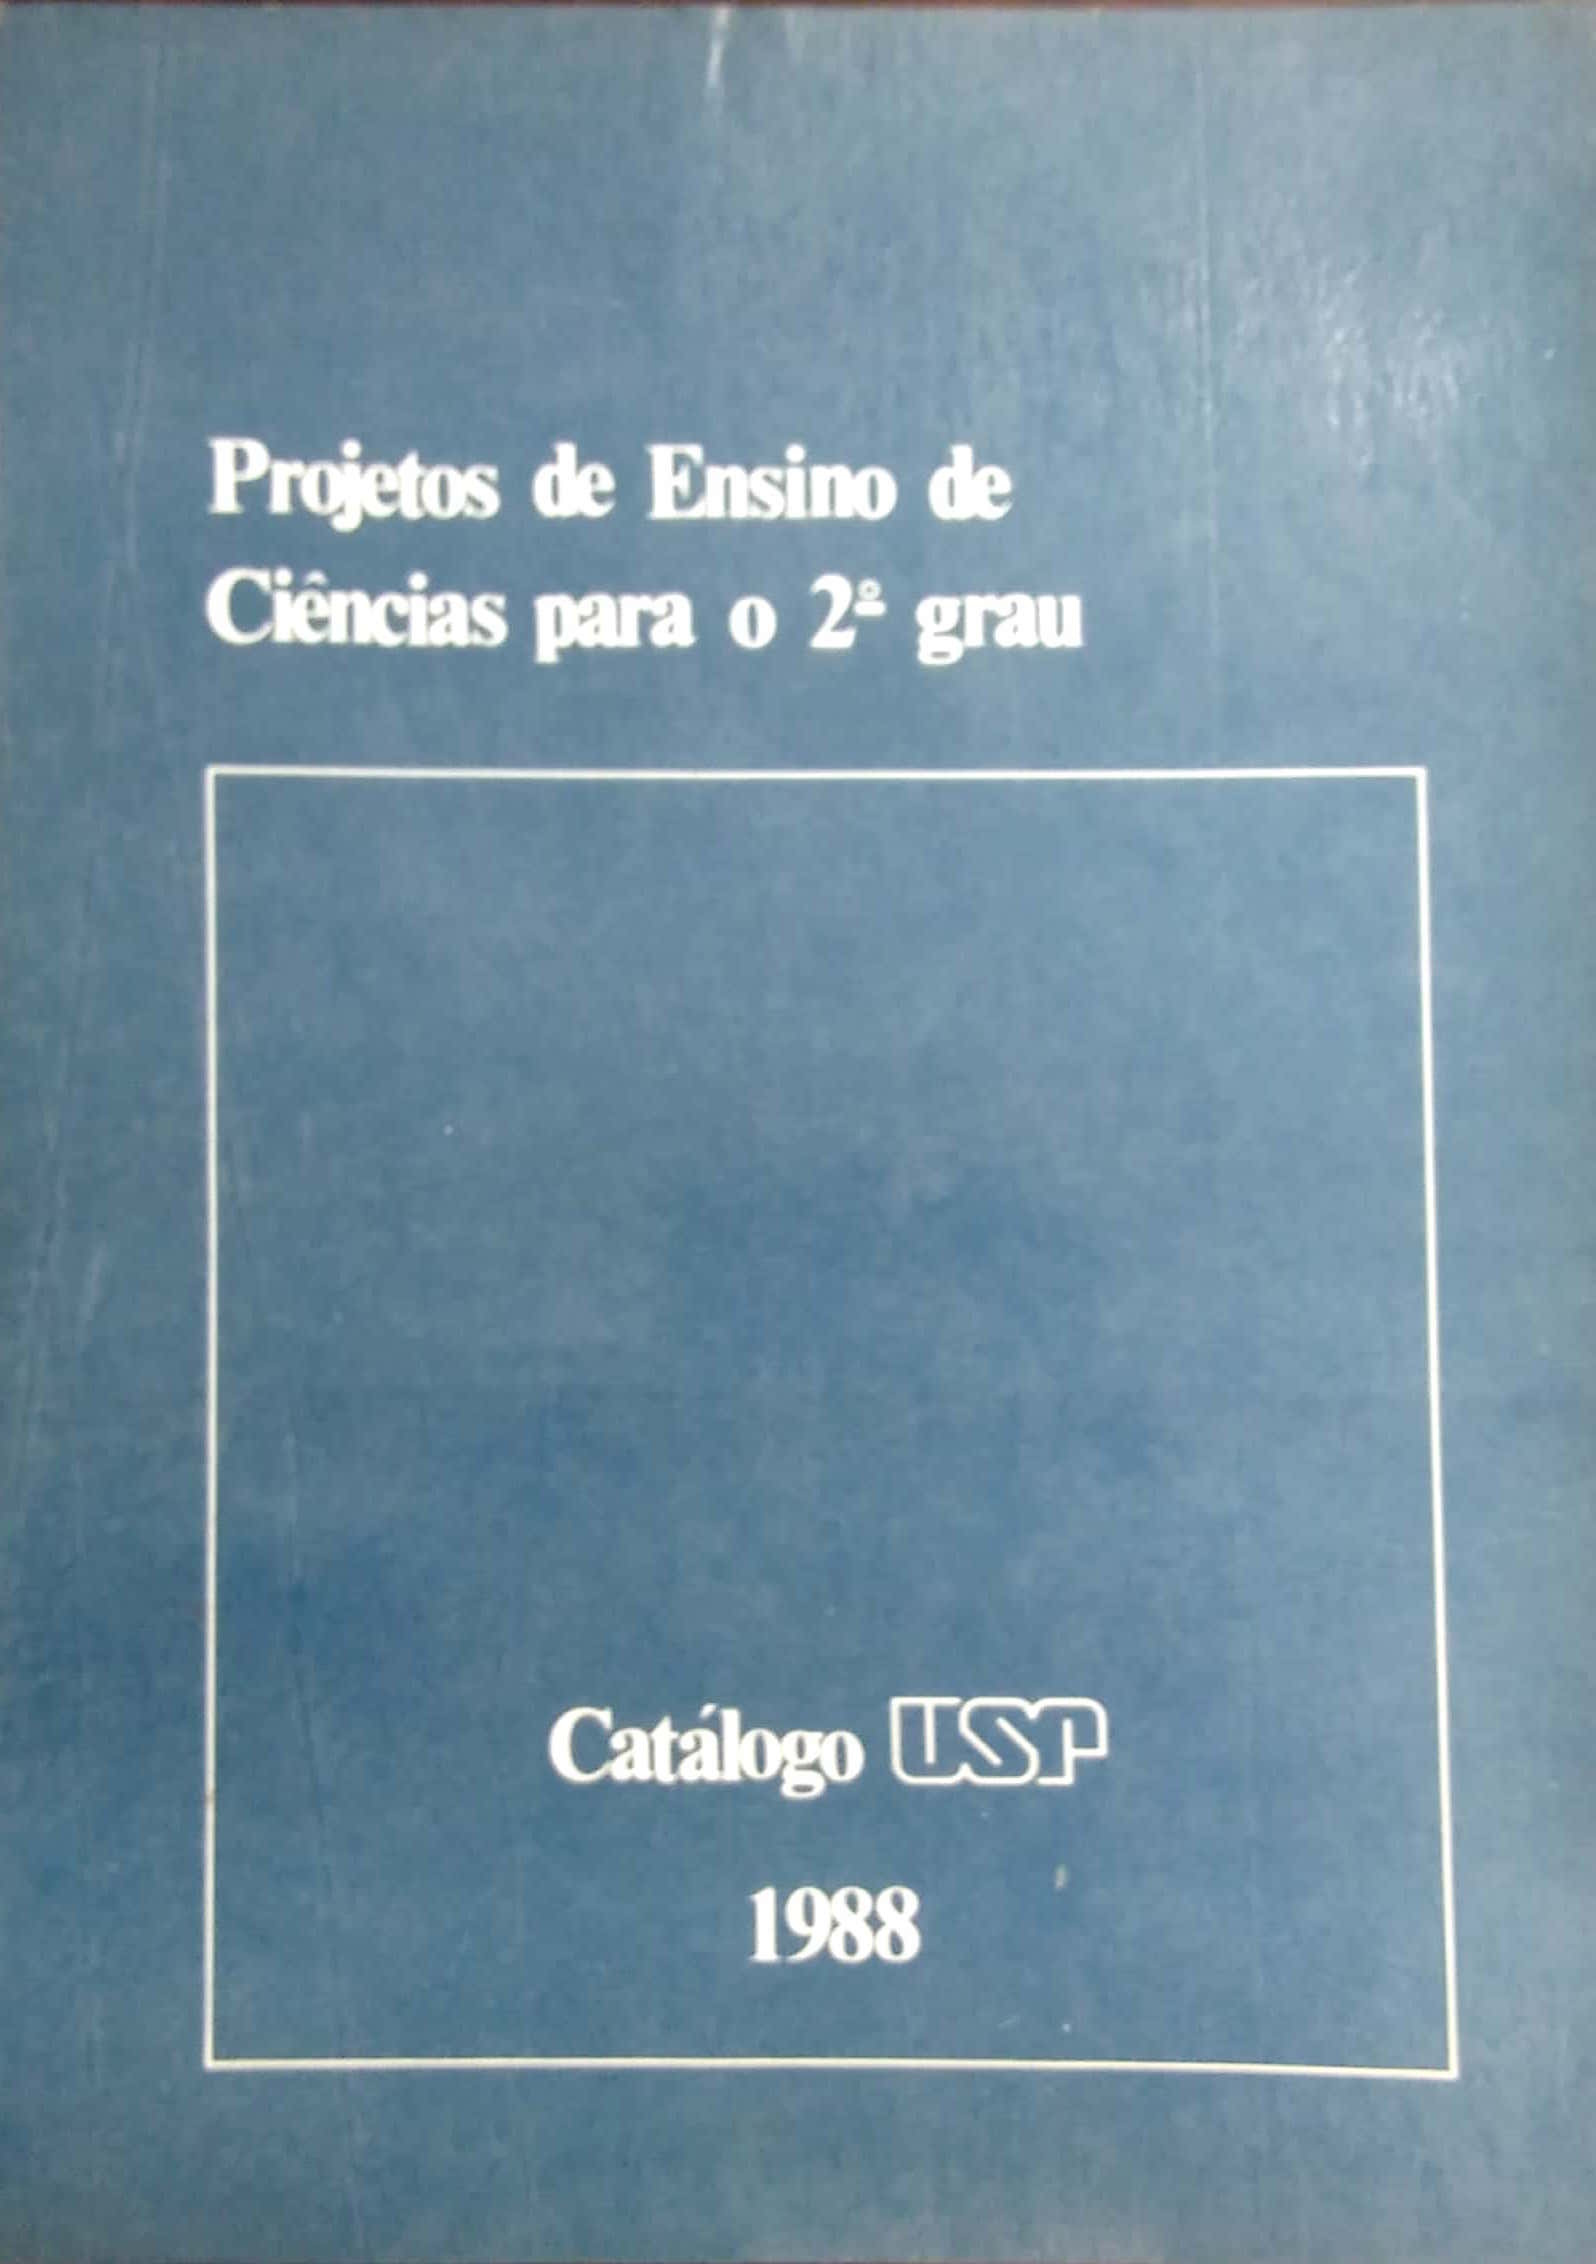 Projetos de Ensino de
Ciências para o 2º grau
Catálogo USP
1988